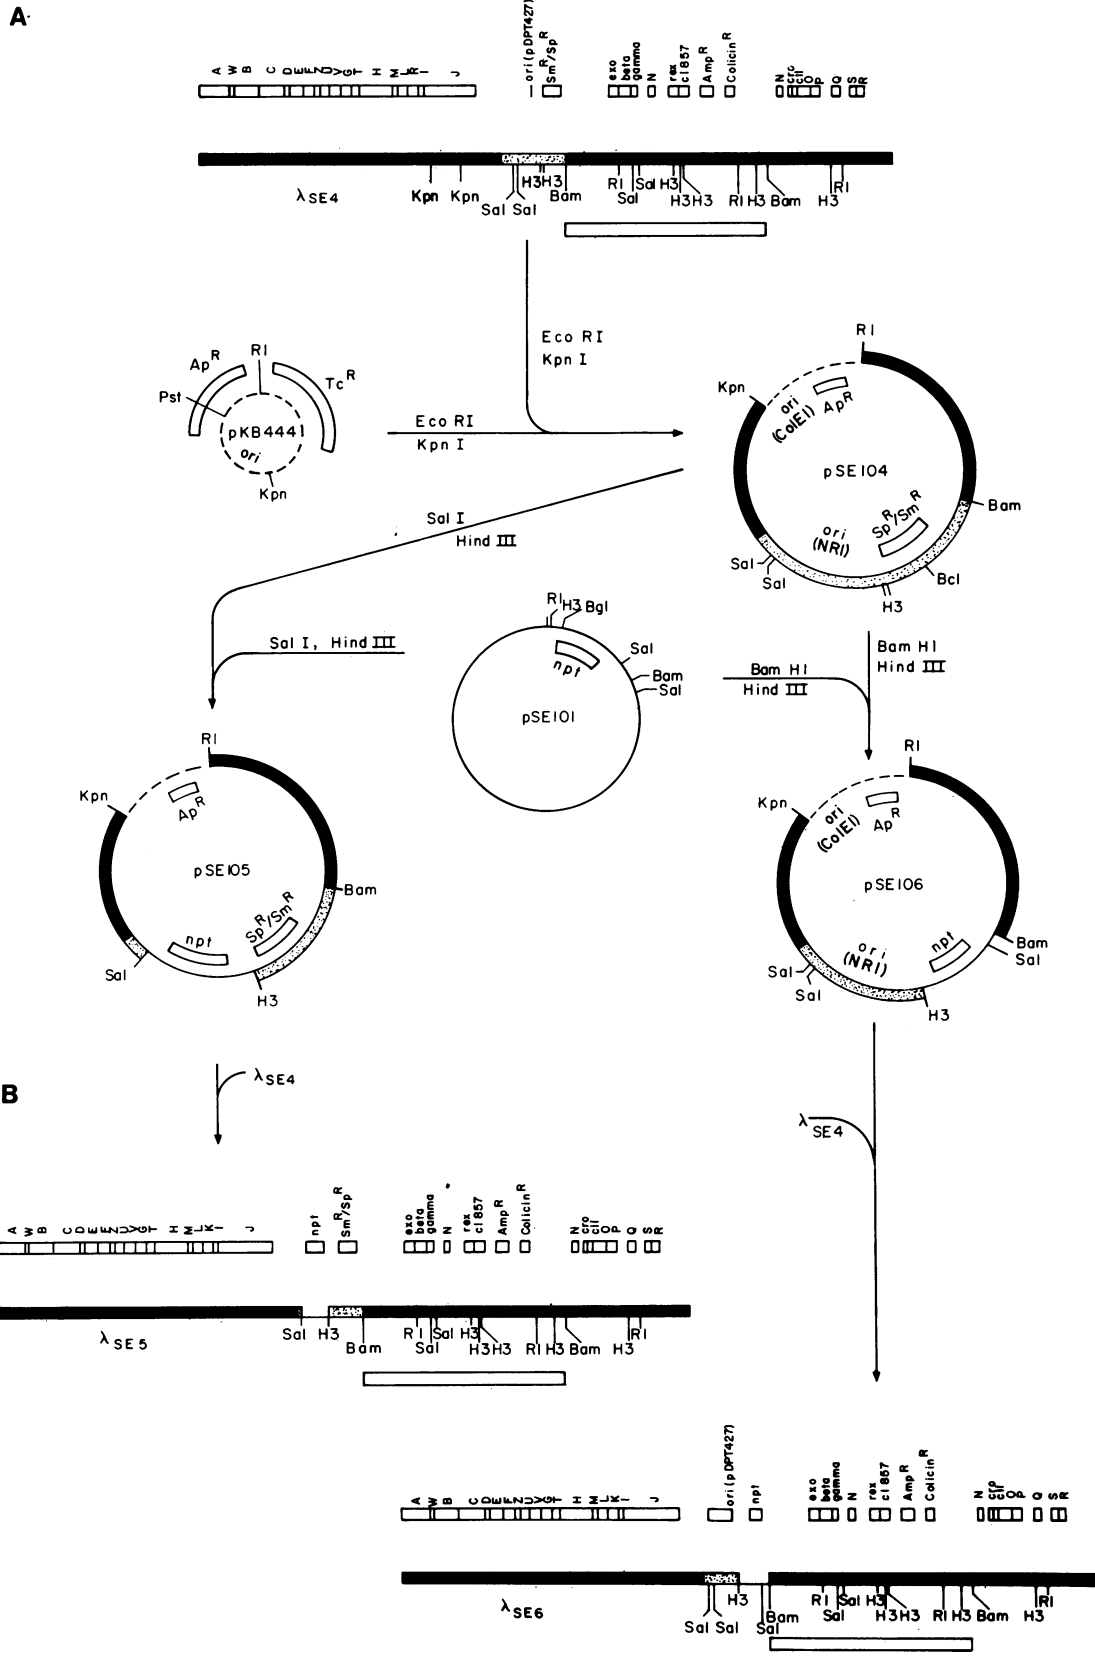 A
A W B C D E F Z U V G T H M L K I J
ori (pDPT427) Sm^R/Sp^R
exo beta gamma N rex cI857 Amp^R Colicin^R
N cro cII O P Q S R
λSE4
Kpn Kpn Sal Sal H3 H3 Bam RI Sal Sal H3 H3 H3 RI H3 Bam H3 RI
Eco RI
Kpn I
Ap^R RI Tc^R
Pst
pKB444
ori
Kpn
Eco RI
Kpn I
RI
Kpn
ori
(ColE1)
Ap^R
pSE104
Bam
Sp^R/Sm^R
ori
(NR1)
Sal
Sal
Bcl
H3
Sal I
Hind III
Sal I, Hind III
RI H3 Bgl
npt
Sal
Bam
Sal
pSE101
Bam HI
Hind III
Bam HI
Hind III
RI
Kpn
Ap^R
pSE105
Bam
Sp^R/Sm^R
npt
Sal
H3
RI
Kpn
ori
(ColE1)
Ap^R
pSE106
npt
Bam
Sal
ori
(NR1)
Sal
Sal
H3
λSE4
B
λSE4
A W B C D E F Z U V G T H M L K I J
npt Sm^R/Sp^R
exo beta gamma N rex cI857 Amp^R Colicin^R
N cro cII O P Q S R
λSE5
Sal H3 Bam RI Sal Sal H3 H3 H3 RI H3 Bam H3 RI
A W B C D E F Z U V G T H M L K I J
ori (pDPT427) npt
exo beta gamma N rex cI857 Amp^R Colicin^R
N cro cII O P Q S R
λSE6
Sal Sal H3 Sal Bam RI Sal Sal H3 H3 H3 RI H3 Bam H3 RI